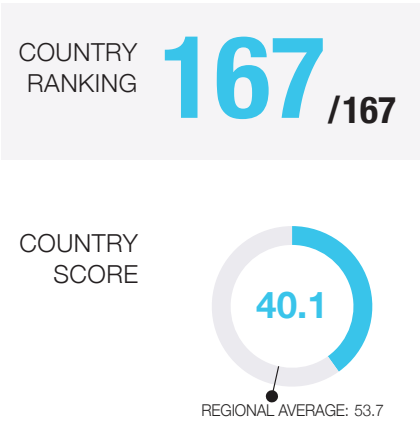 COUNTRY
RANKING
167 /167
COUNTRY
SCORE
40.1
REGIONAL AVERAGE: 53.7